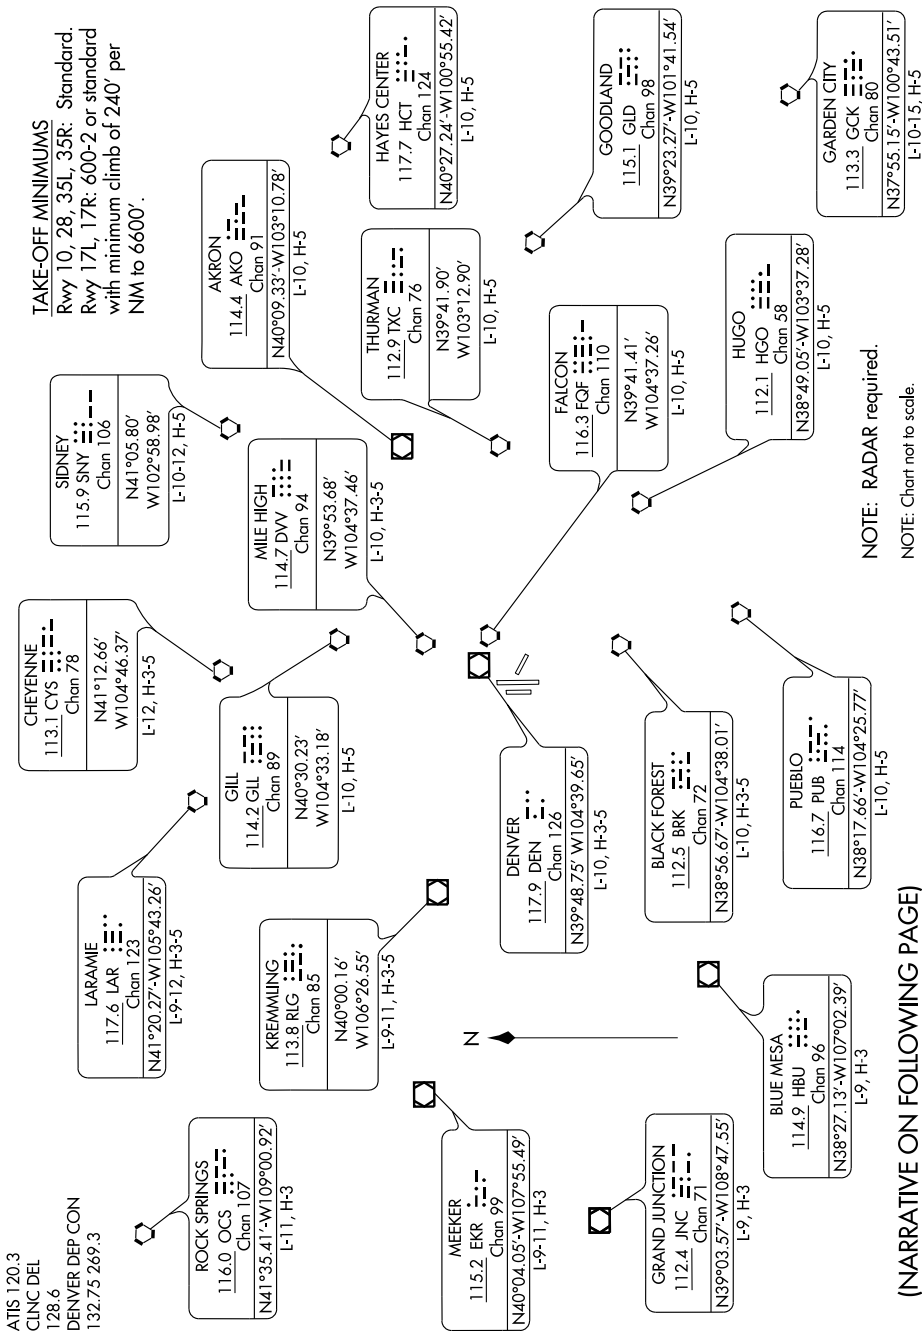 ATIS 120.3
CLNC DEL
128.6
DENVER DEP CON
132.75 269.3
ROCK SPRINGS
116.0 OCS
Chan 107
N41°35.41'-W109°00.92'
L-11, H-3
LARAMIE
117.6 LAR
Chan 123
N41°20.27'-W105°43.26'
L-9-12, H-3-5
CHEYENNE
113.1 CYS
Chan 78
N41°12.66'
W104°46.37'
L-12, H-3-5
SIDNEY
115.9 SNY
Chan 106
N41°05.80'
W102°58.98'
L-10-12, H-5
TAKE-OFF MINIMUMS
Rwy 10, 28, 35L, 35R: Standard.
Rwy 17L, 17R: 600-2 or standard
with minimum climb of 240' per
NM to 6600'.
GILL
114.2 GLL
Chan 89
N40°30.23'
W104°33.18'
L-10, H-5
KREMMLING
113.8 RLG
Chan 85
N40°00.16'
W106°26.55'
L-9-11, H-3-5
MILE HIGH
114.7 DVV
Chan 94
N39°53.68'
W104°37.46'
L-10, H-3-5
AKRON
114.4 AKO
Chan 91
N40°09.33'-W103°10.78'
L-10, H-5
HAYES CENTER
117.7 HCT
Chan 124
N40°27.24'-W100°55.42'
L-10, H-5
THURMAN
112.9 TXC
Chan 76
N39°41.90'
W103°12.90'
L-10, H-5
N
MEEKER
115.2 EKR
Chan 99
N40°04.05'-W107°55.49'
L-9-11, H-3
DENVER
117.9 DEN
Chan 126
N39°48.75' W104°39.65'
L-10, H-3-5
FALCON
116.3 FQF
Chan 110
N39°41.41'
W104°37.26'
L-10, H-5
GOODLAND
115.1 GLD
Chan 98
N39°23.27'-W101°41.54'
L-10, H-5
GRAND JUNCTION
112.4 JNC
Chan 71
N39°03.57'-W108°47.55'
L-9, H-3
BLACK FOREST
112.5 BRK
Chan 72
N38°56.67'-W104°38.01'
L-10, H-3-5
HUGO
112.1 HGO
Chan 58
N38°49.05'-W103°37.28'
L-10, H-5
BLUE MESA
114.9 HBU
Chan 96
N38°27.13'-W107°02.39'
L-9, H-3
PUEBLO
116.7 PUB
Chan 114
N38°17.66'-W104°25.77'
L-10, H-5
GARDEN CITY
113.3 GCK
Chan 80
N37°55.15'-W100°43.51'
L-10-15, H-5
NOTE: RADAR required.
NOTE: Chart not to scale.
(NARRATIVE ON FOLLOWING PAGE)